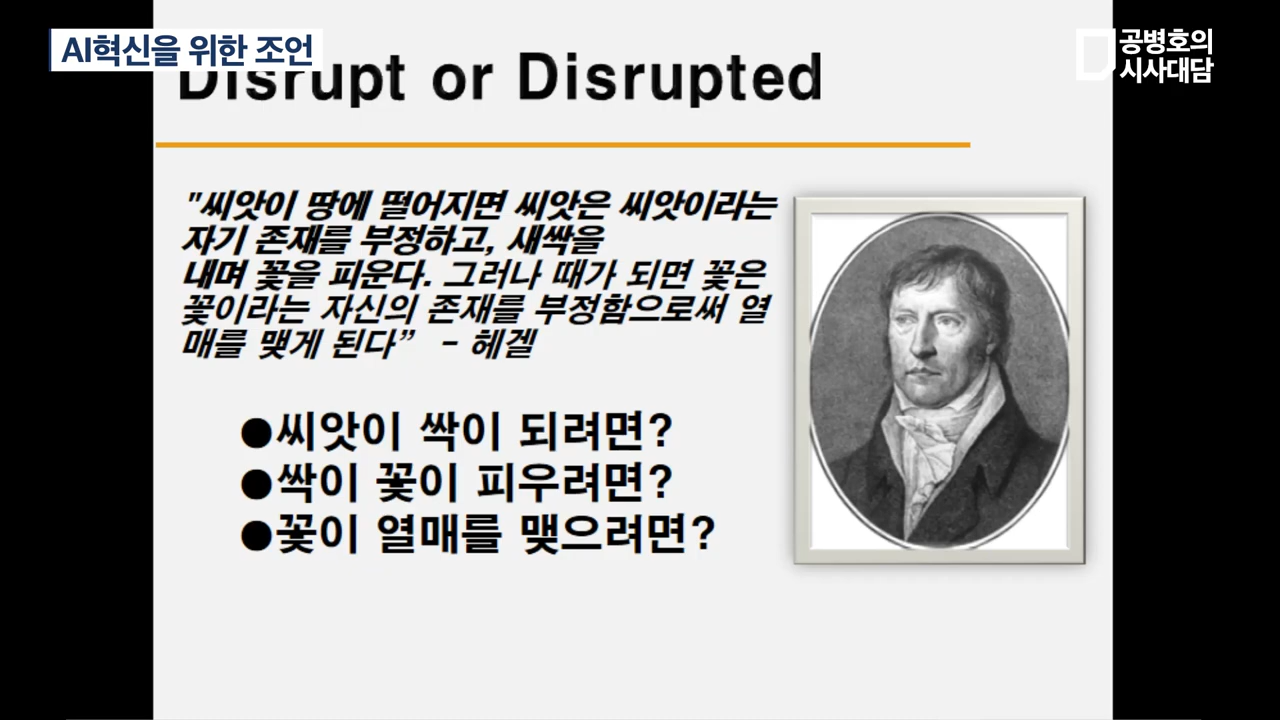 AI혁신을 위한 조언
공병호의
시사대담
Disrupt or Disrupted
"씨앗이 땅에 떨어지면 씨앗은 씨앗이라는
자기 존재를 부정하고, 새싹을
내며 꽃을 피운다. 그러나 때가 되면 꽃은
꽃이라는 자신의 존재를 부정함으로써 열
매를 맺게 된다” - 헤겔
●씨앗이 싹이 되려면?
●싹이 꽃이 피우려면?
●꽃이 열매를 맺으려면?